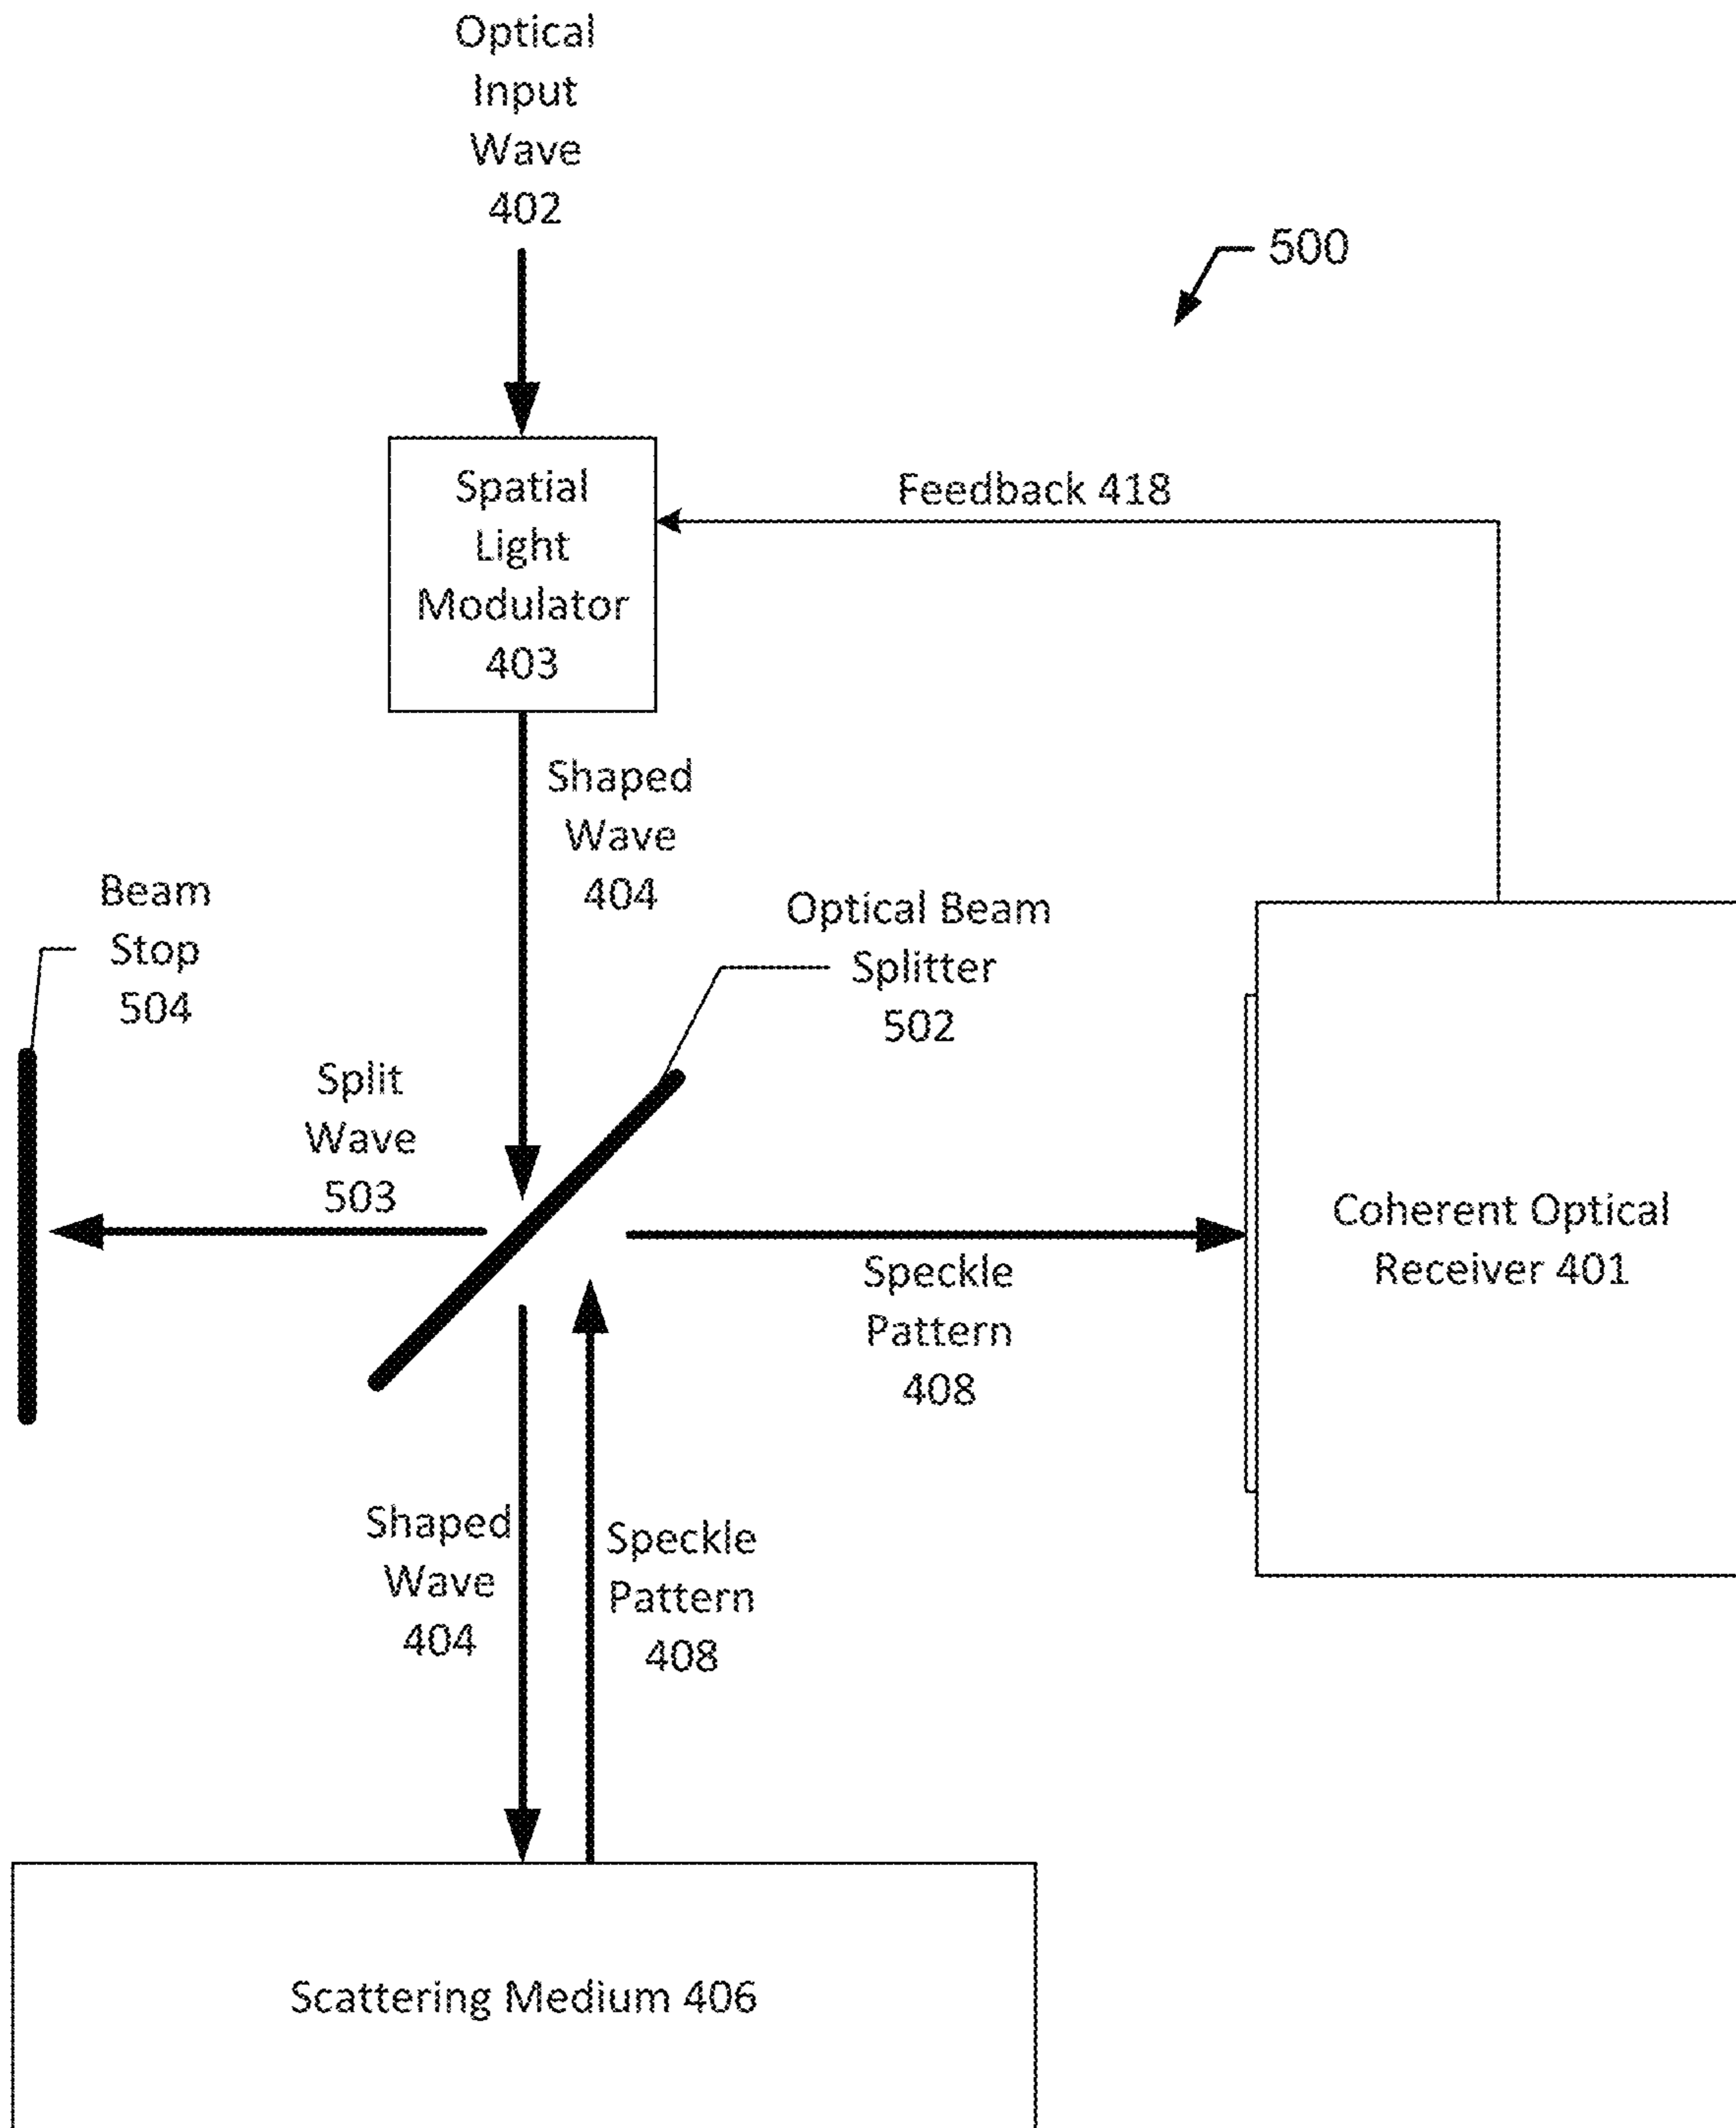 Optical
Input
Wave
402
500
Spatial
Light
Modulator
403
Feedback 418
Shaped
Wave
404
Beam
Stop
504
Optical Beam
Splitter
502
Split
Wave
503
Speckle
Pattern
408
Coherent Optical
Receiver 401
Shaped
Wave
404
Speckle
Pattern
408
Scattering Medium 406